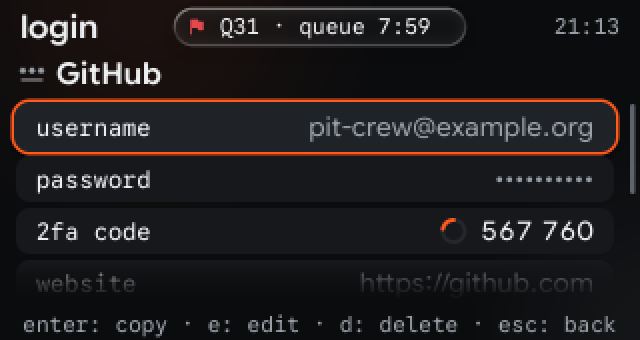 login Q31 · queue 7:59 21:13
GitHub
username pit-crew@example.org
password ••••••••••
2fa code 567 760
website https://github.com
enter: copy · e: edit · d: delete · esc: back